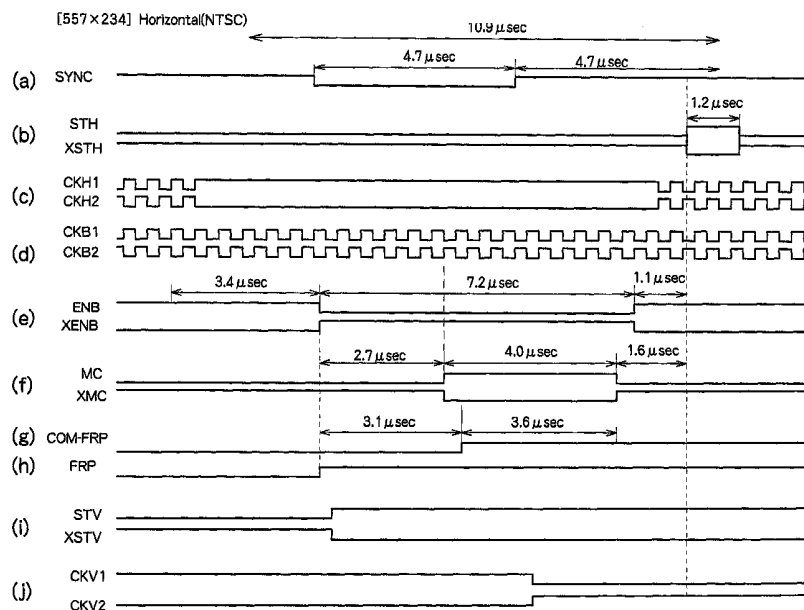 [557×234] Horizontal(NTSC)
10.9 μsec
4.7 μsec 4.7 μsec
(a) SYNC
1.2 μsec
(b) STH
XSTH
(c) CKH1
CKH2
(d) CKB1
CKB2
3.4 μsec 7.2 μsec 1.1 μsec
(e) ENB
XENB
2.7 μsec 4.0 μsec 1.6 μsec
(f) MC
XMC
3.1 μsec 3.6 μsec
(g) COM-FRP
(h) FRP
(i) STV
XSTV
(j) CKV1
CKV2